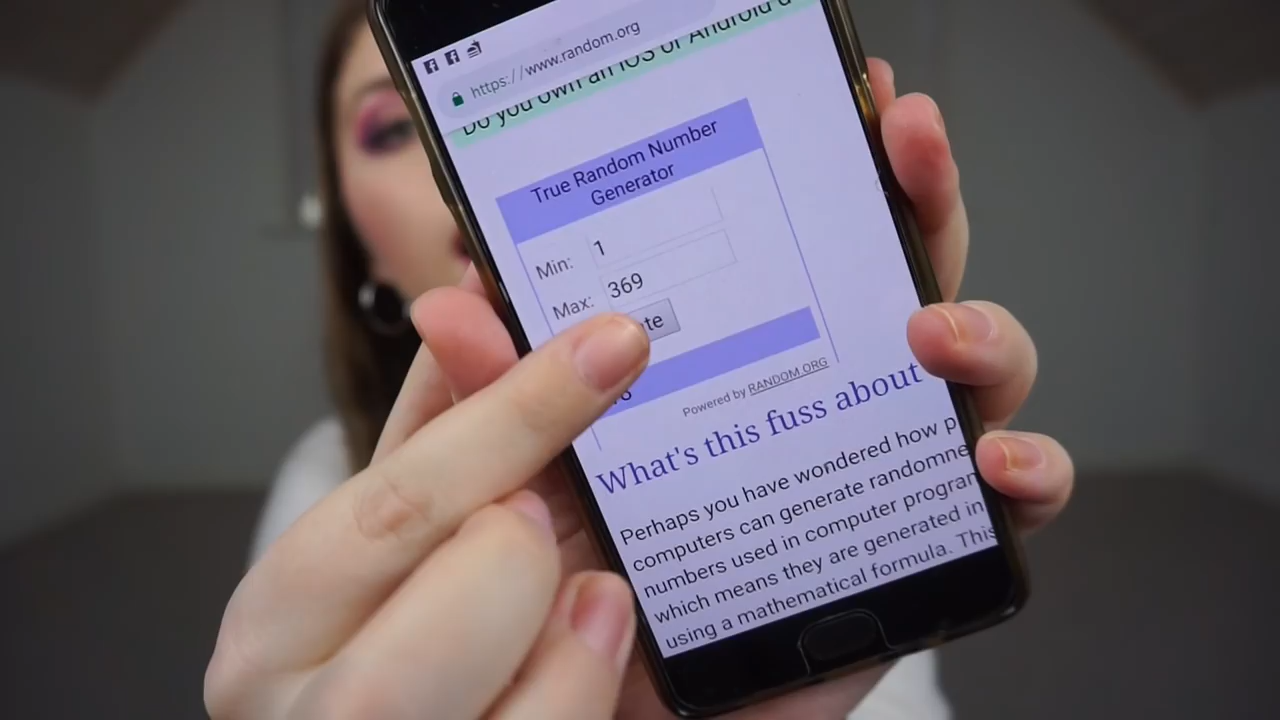 https://www.random.org
Do you own an iOS or Android d
True Random Number
Generator
Min: 1
Max: 369
te
Powered by RANDOM.ORG
What's this fuss about
Perhaps you have wondered how p
computers can generate randomne
numbers used in computer program
which means they are generated in
using a mathematical formula. This